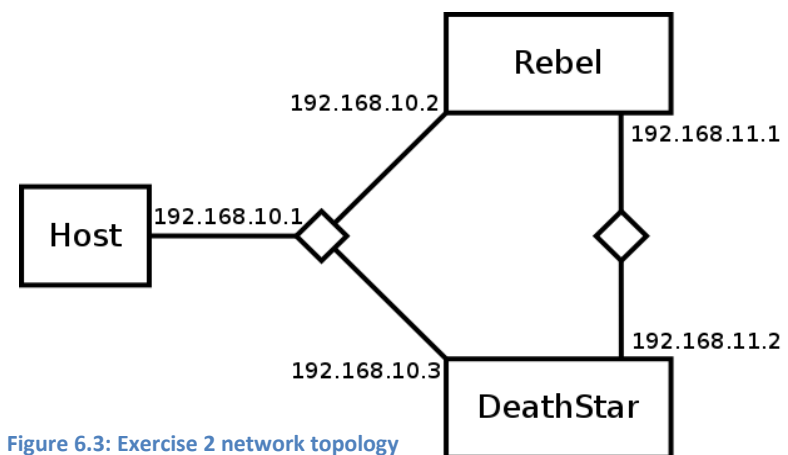 Rebel
192.168.10.2
192.168.11.1
192.168.10.1
Host
192.168.11.2
192.168.10.3
DeathStar
Figure 6.3: Exercise 2 network topology